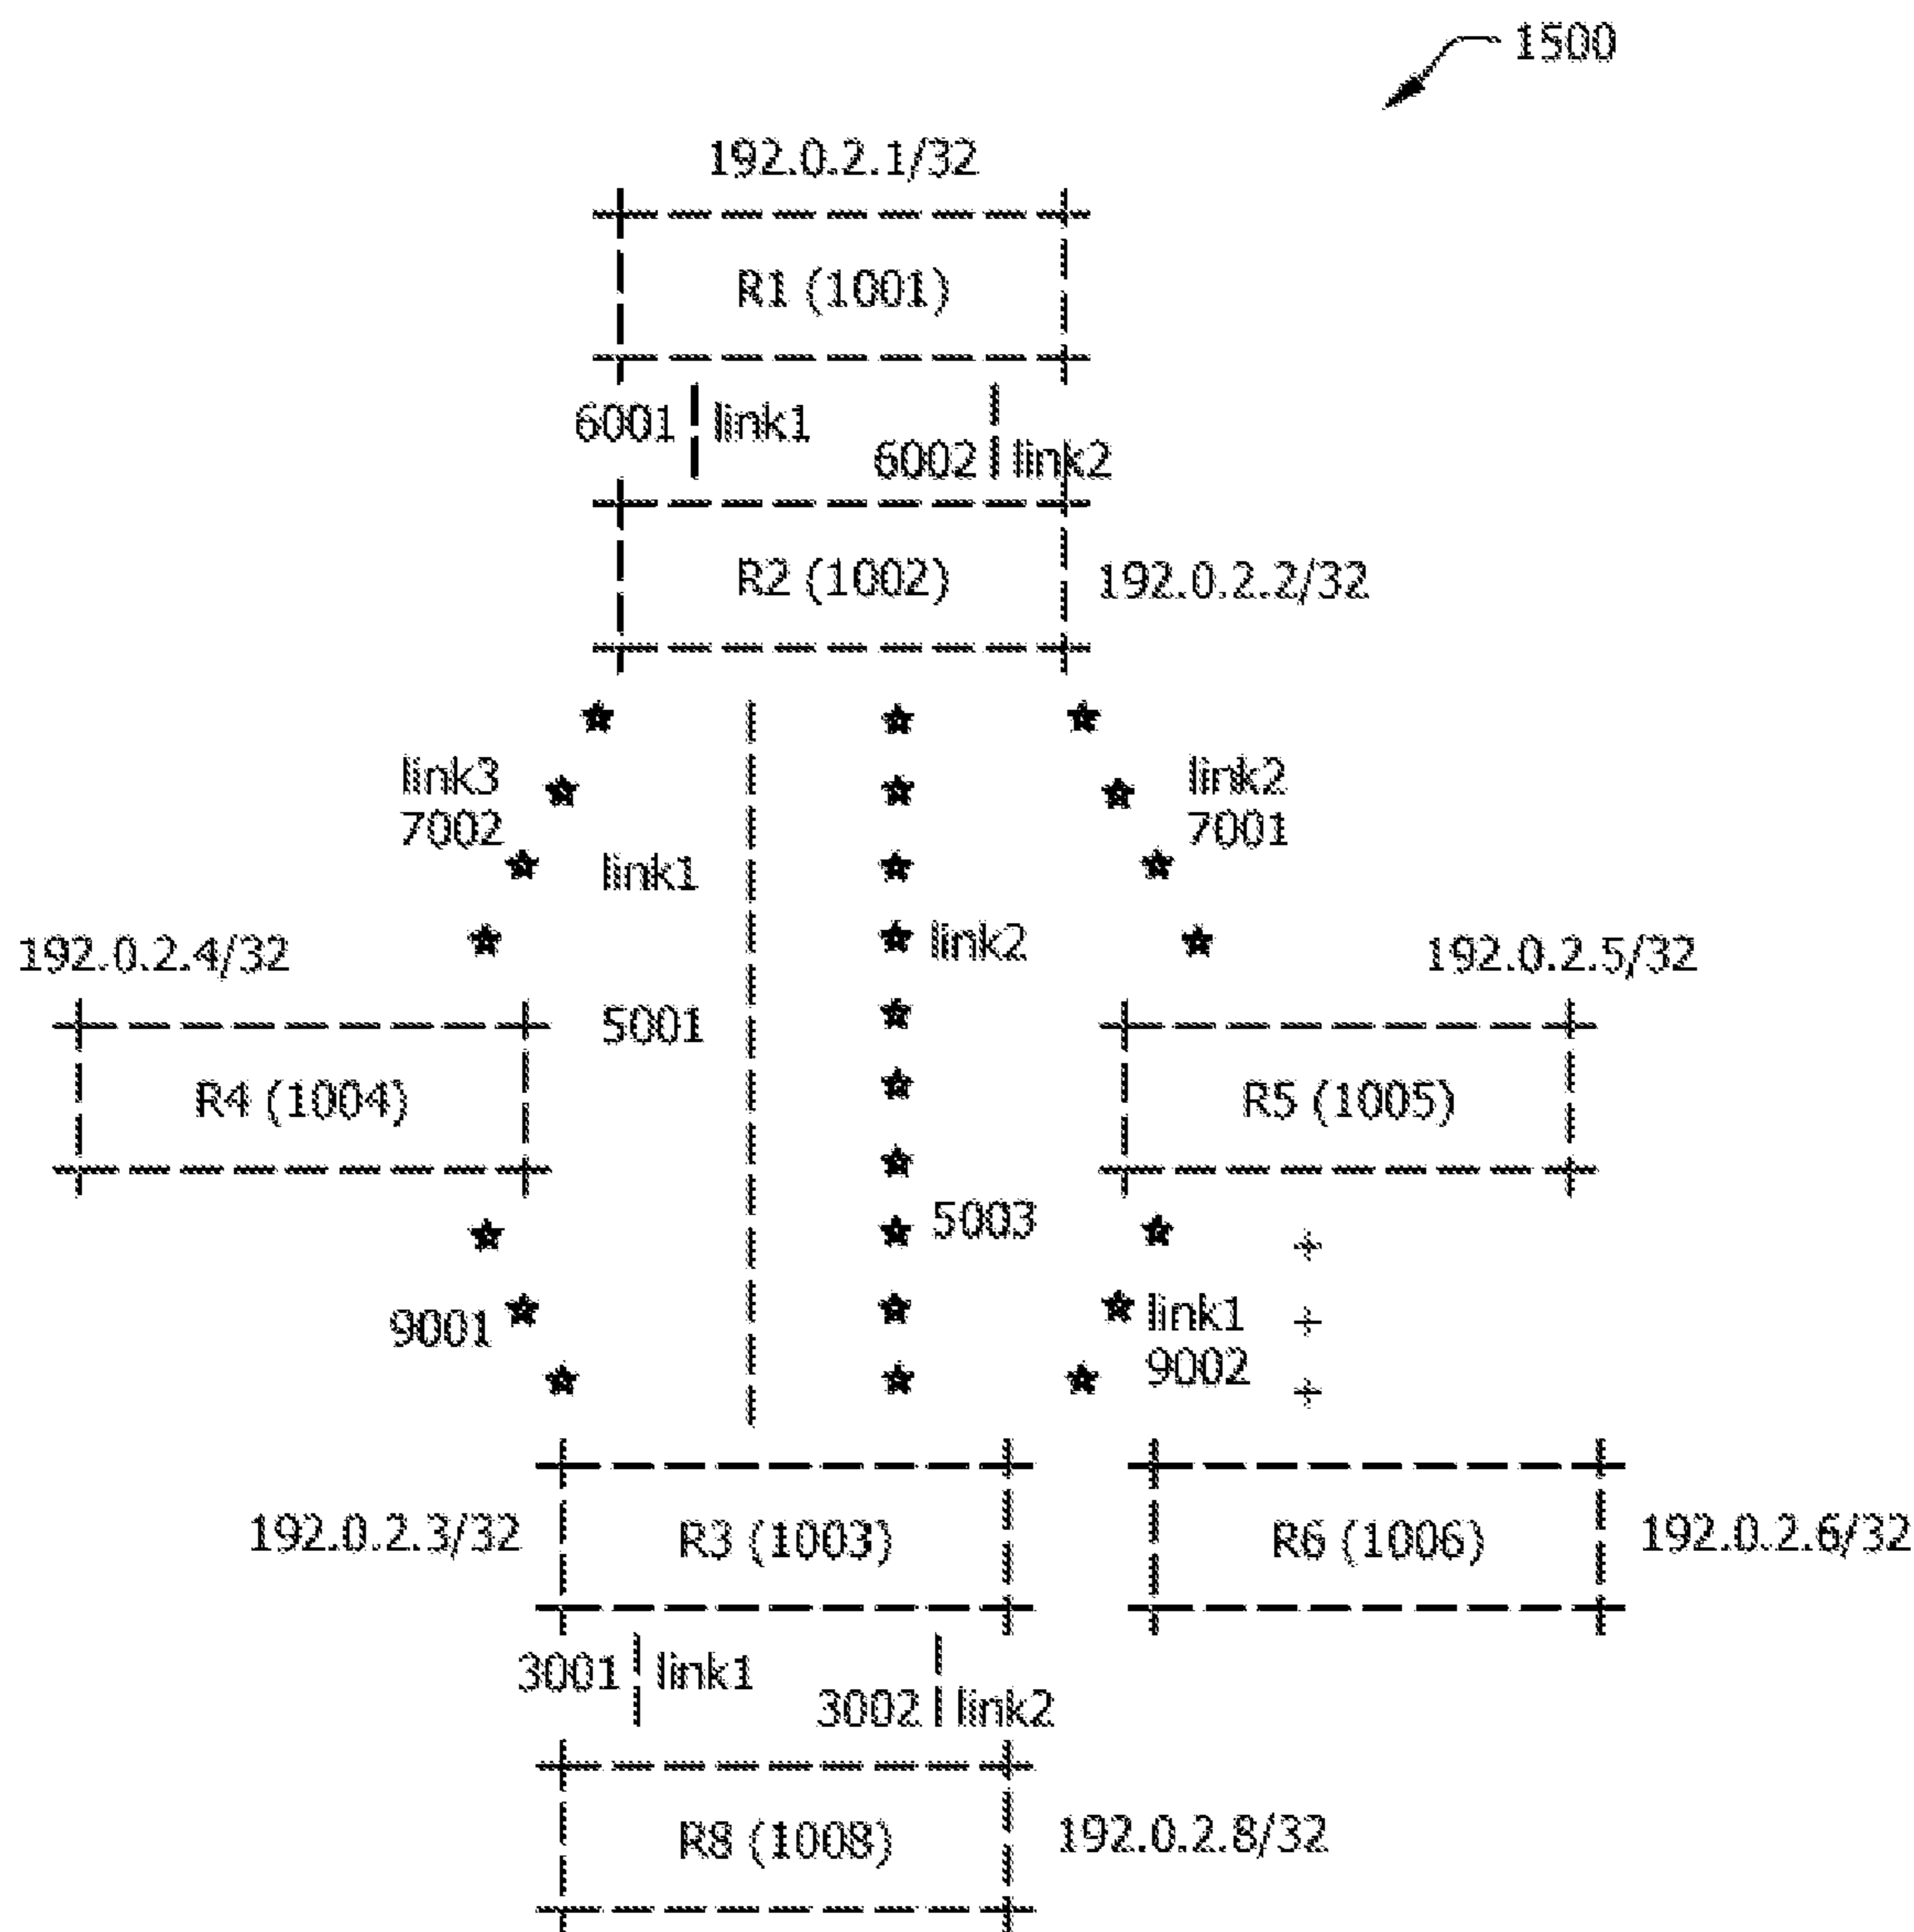 1500
192.0.2.1/32
R1 (1001)
6001 link1
6002 link2
R2 (1002)
192.0.2.2/32
link3
7002
link2
7001
link1
link2
192.0.2.4/32
192.0.2.5/32
5001
R4 (1004)
R5 (1005)
5003
9001
link1
9002
192.0.2.3/32
R3 (1003)
R6 (1006)
192.0.2.6/32
3001 link1
3002 link2
R8 (1008)
192.0.2.8/32